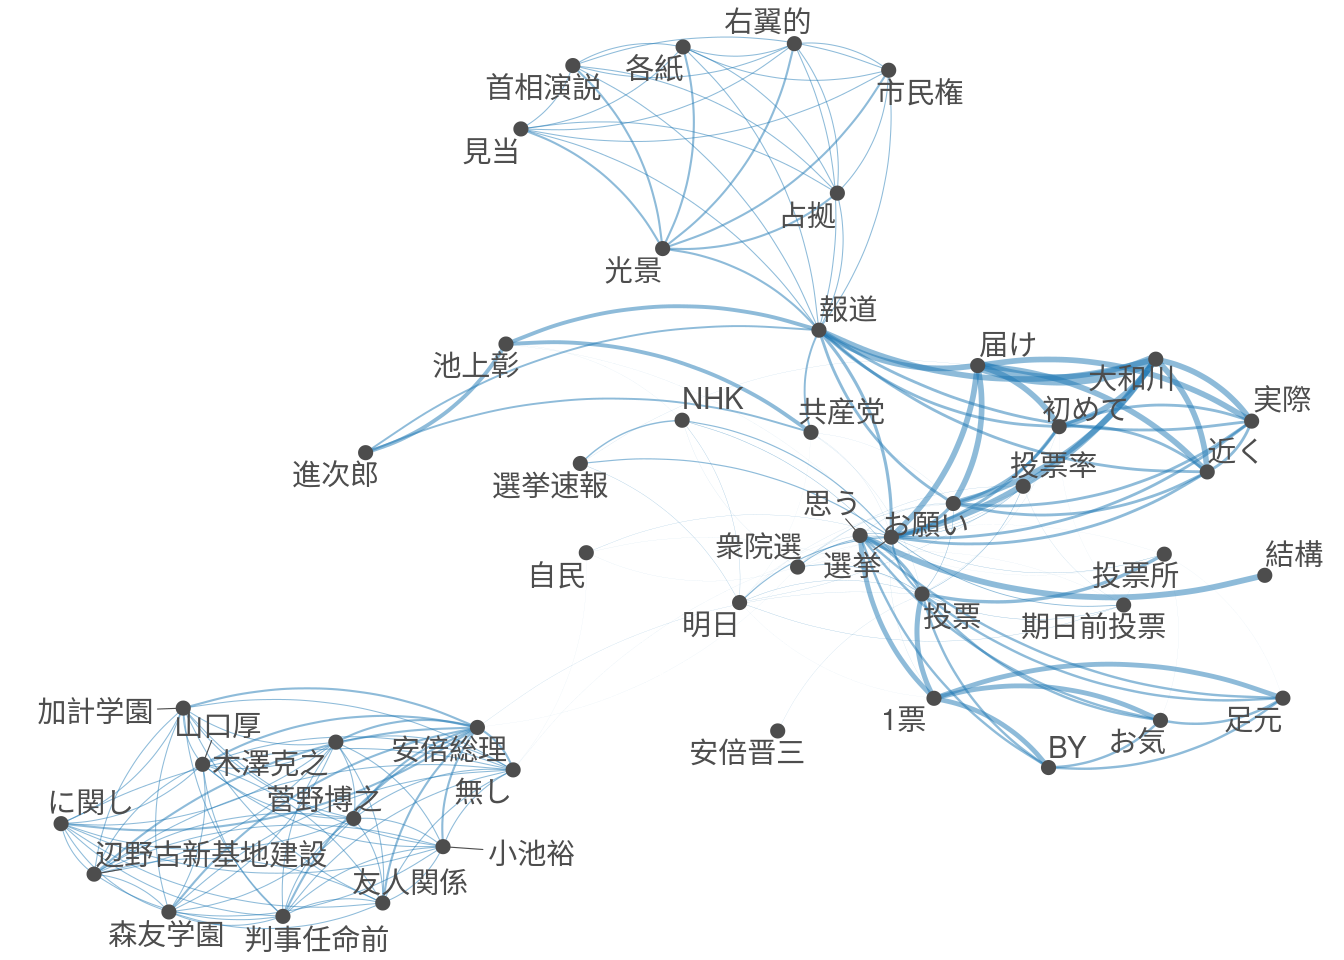 右翼的
各紙
首相演説
市民権
見当
占拠
光景
報道
届け
池上彰
大和川
NHK
共産党
初めて
実際
進次郎
選挙速報
投票率
近く
思う
お願い
衆院選
選挙
自民
投票所
結構
明日
投票
期日前投票
加計学園
山口厚
1票
足元
安倍総理
安倍晋三
BY
お気
木澤克之
無し
に関し
菅野博之
辺野古新基地建設
小池裕
友人関係
森友学園
判事任命前